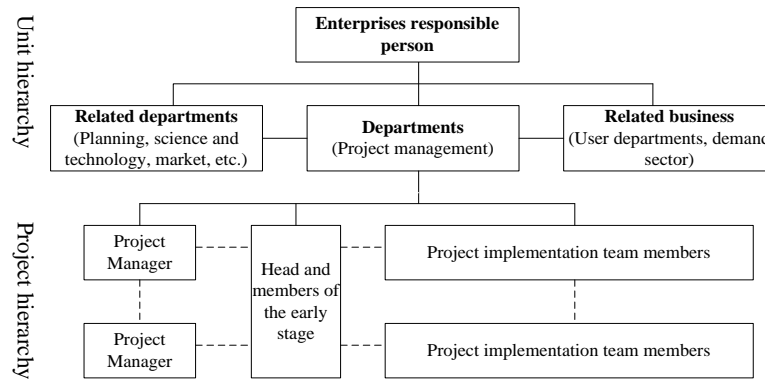 Unit hierarchy
Enterprises responsible
person
Related departments
(Planning, science and
technology, market, etc.)
Departments
(Project management)
Related business
(User departments, demand
sector)
Project hierarchy
Project
Manager
Head and
members of
the early
stage
Project implementation team members
Project
Manager
Project implementation team members